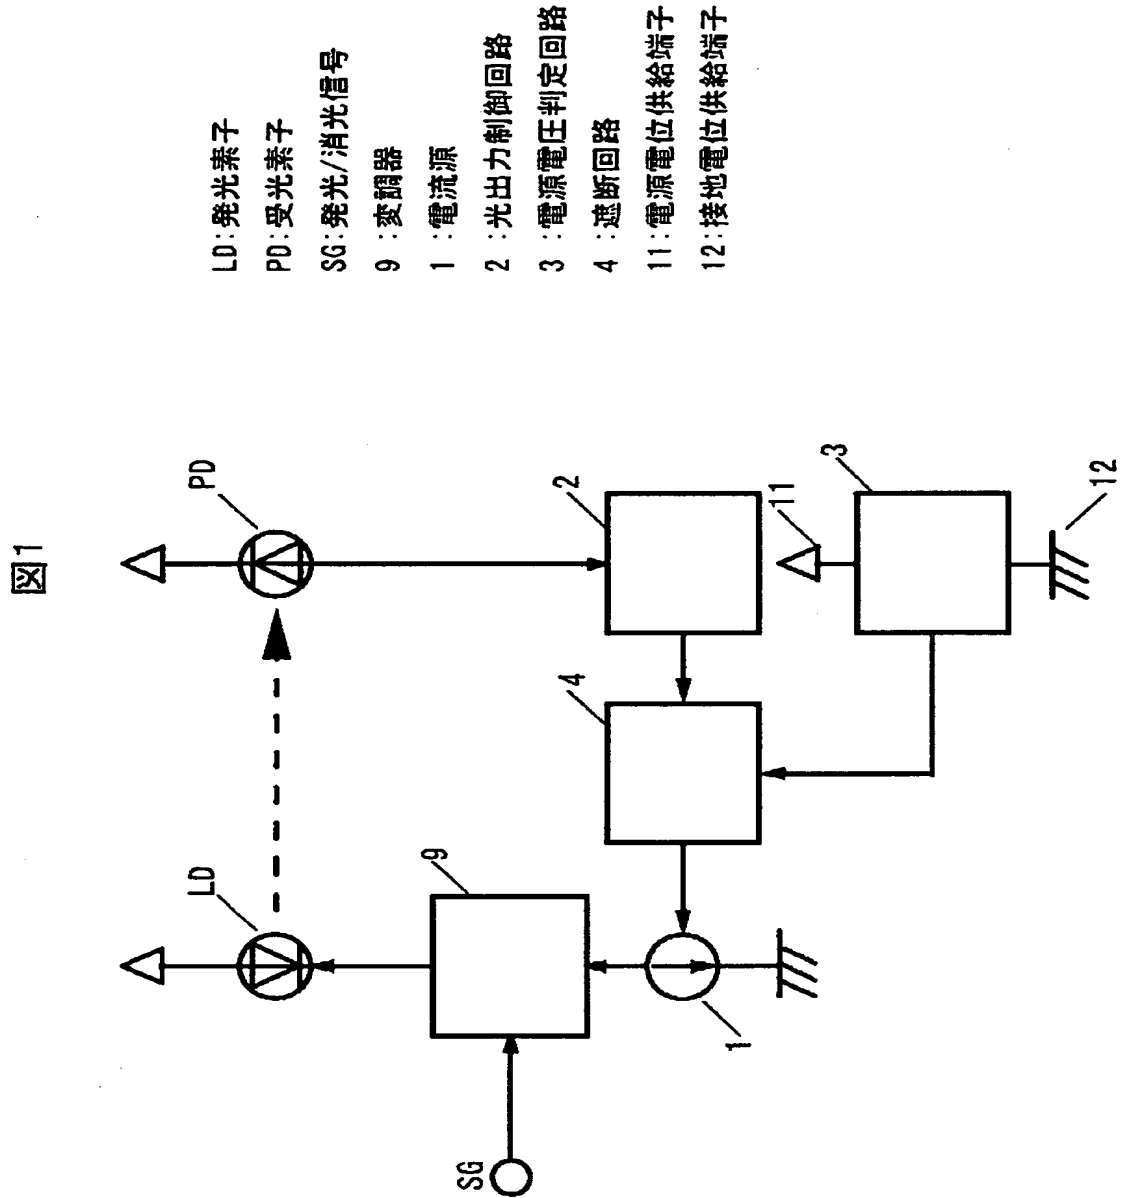 図1
LD
PD
SG
9
1
4
2
11
3
12
LD:発光素子
PD:受光素子
SG:発光/消光信号
9:変調器
1:電流源
2:光出力制御回路
3:電源電圧判定回路
4:遮断回路
11:電源電位供給端子
12:接地電位供給端子